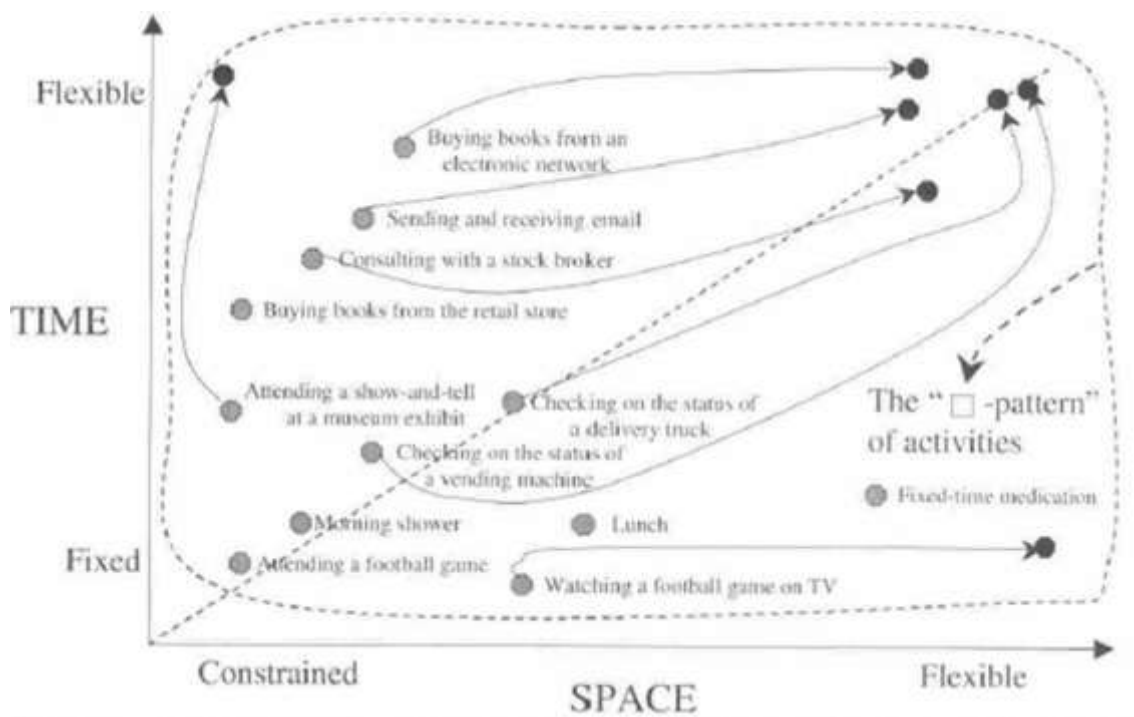 Flexible
Buying books from an
electronic network
Sending and receiving email
Consulting with a stock broker
Buying books from the retail store
TIME
Attending a show-and-tell
at a museum exhibit
Checking on the status of
a delivery truck
The “ □ -pattern”
of activities
Checking on the status of
a vending machine
Fixed-time medication
Morning shower
Lunch
Fixed
Attending a football game
Watching a football game on TV
Constrained
Flexible
SPACE